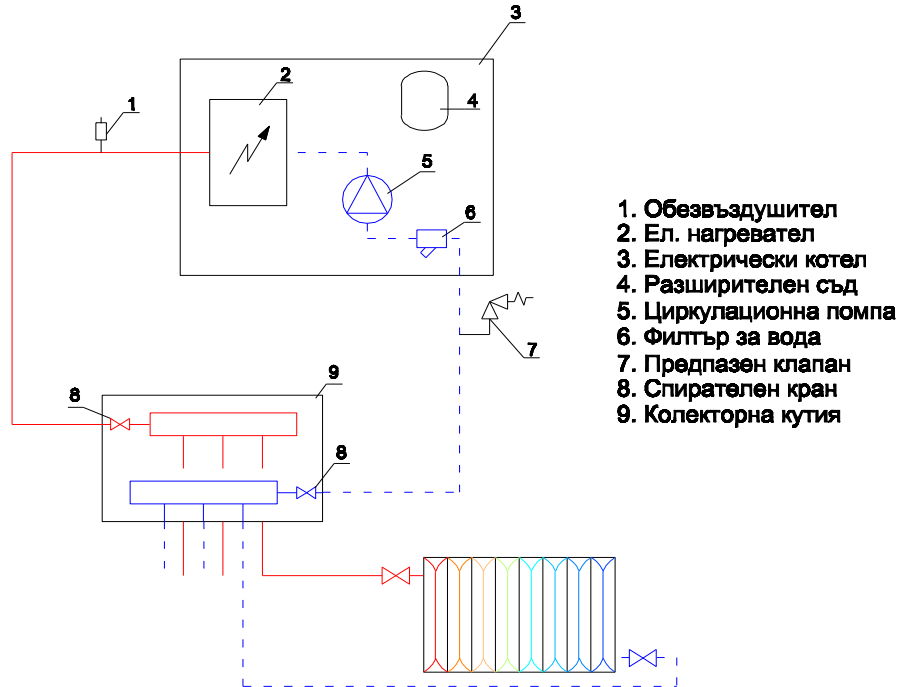 3
2
1
4
5
6
7
9
8
8
1. Обезвъздушител
2. Ел. нагревател
3. Електрически котел
4. Разширителен съд
5. Циркулационна помпа
6. Филтър за вода
7. Предпазен клапан
8. Спирателен кран
9. Колекторна кутия